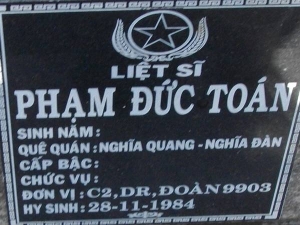 LIỆT SĨ
PHẠM ĐỨC TOÁN
SINH NĂM :
QUÊ QUÁN : NGHĨA QUANG - NGHĨA ĐÀN
CẤP BẬC :
CHỨC VỤ :
ĐƠN VỊ : C2, DR, ĐOÀN 9903
HY SINH : 28-11-1984